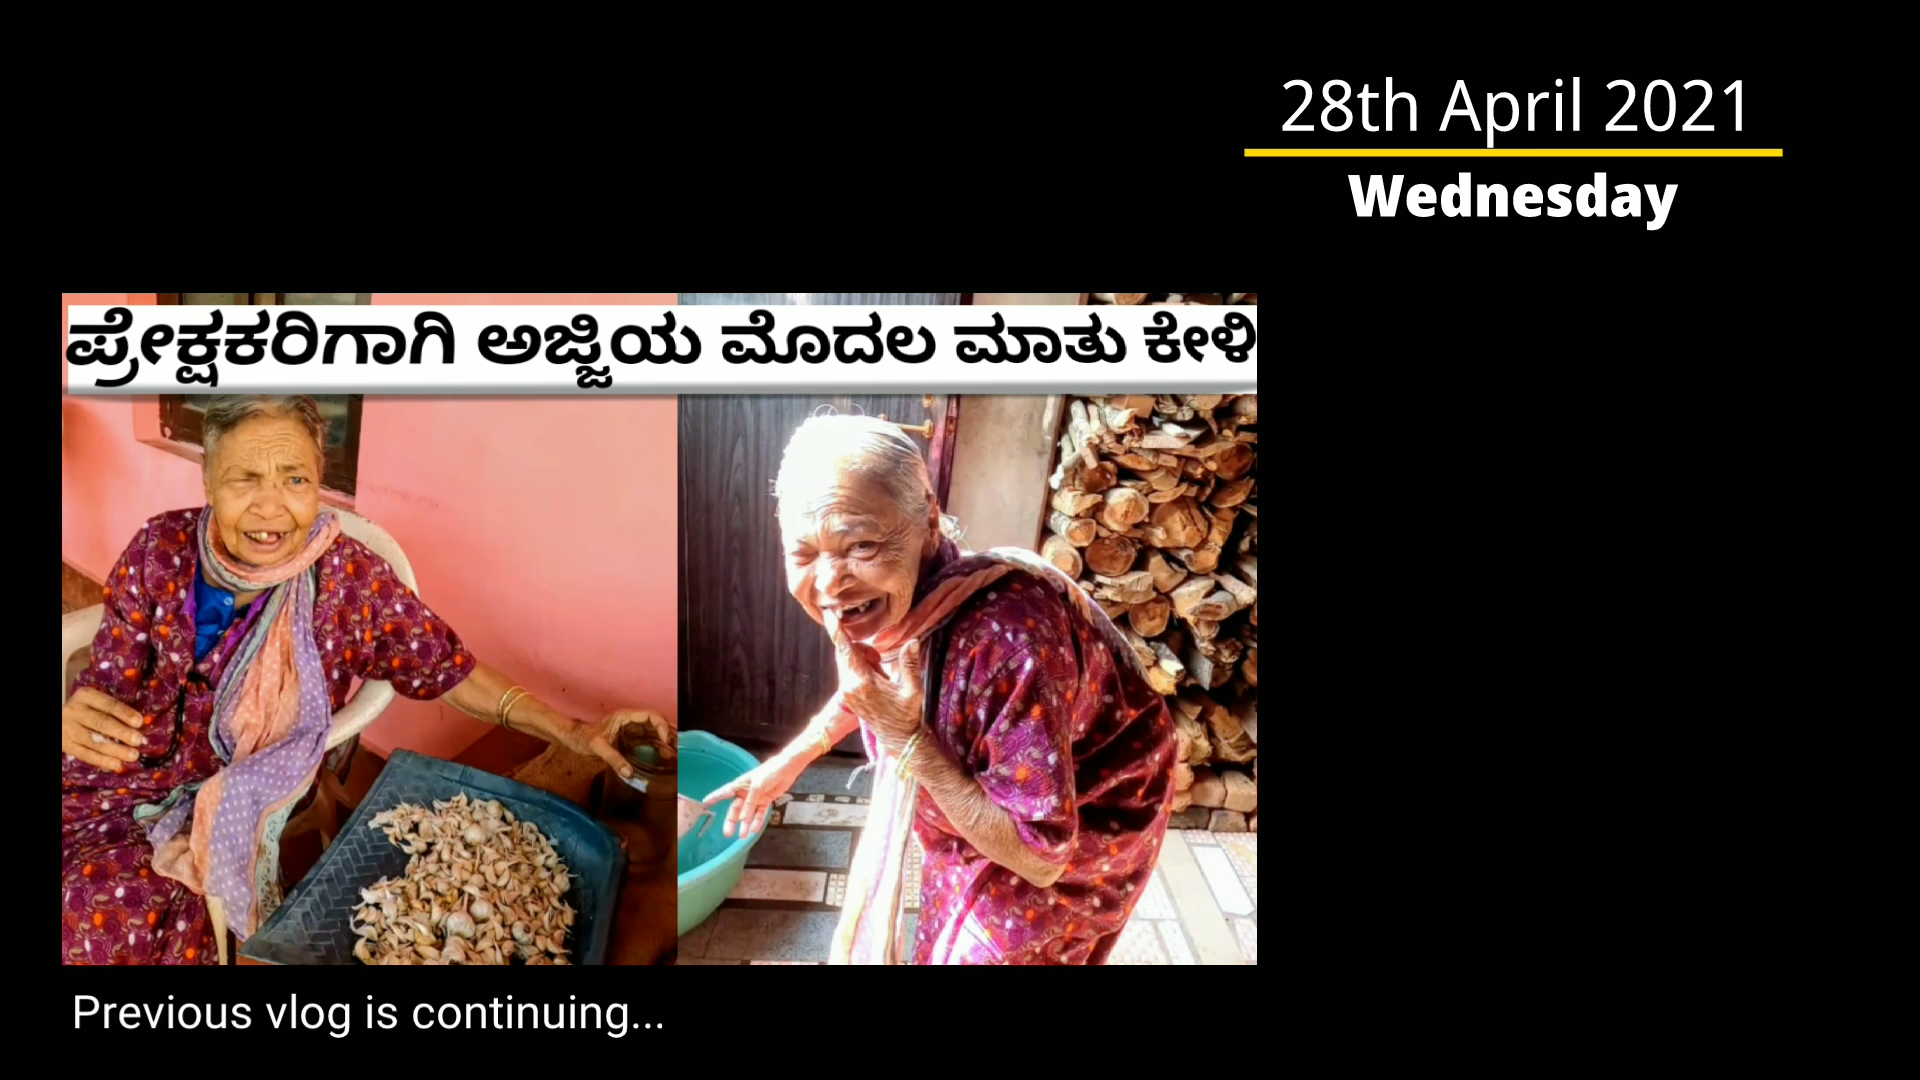 28th April 2021
Wednesday
ಪ್ರೇಕ್ಷಕರಿಗಾಗಿ ಅಜ್ಜಿಯ ಮೊದಲ ಮಾತು ಕೇಳಿ
Previous vlog is continuing...